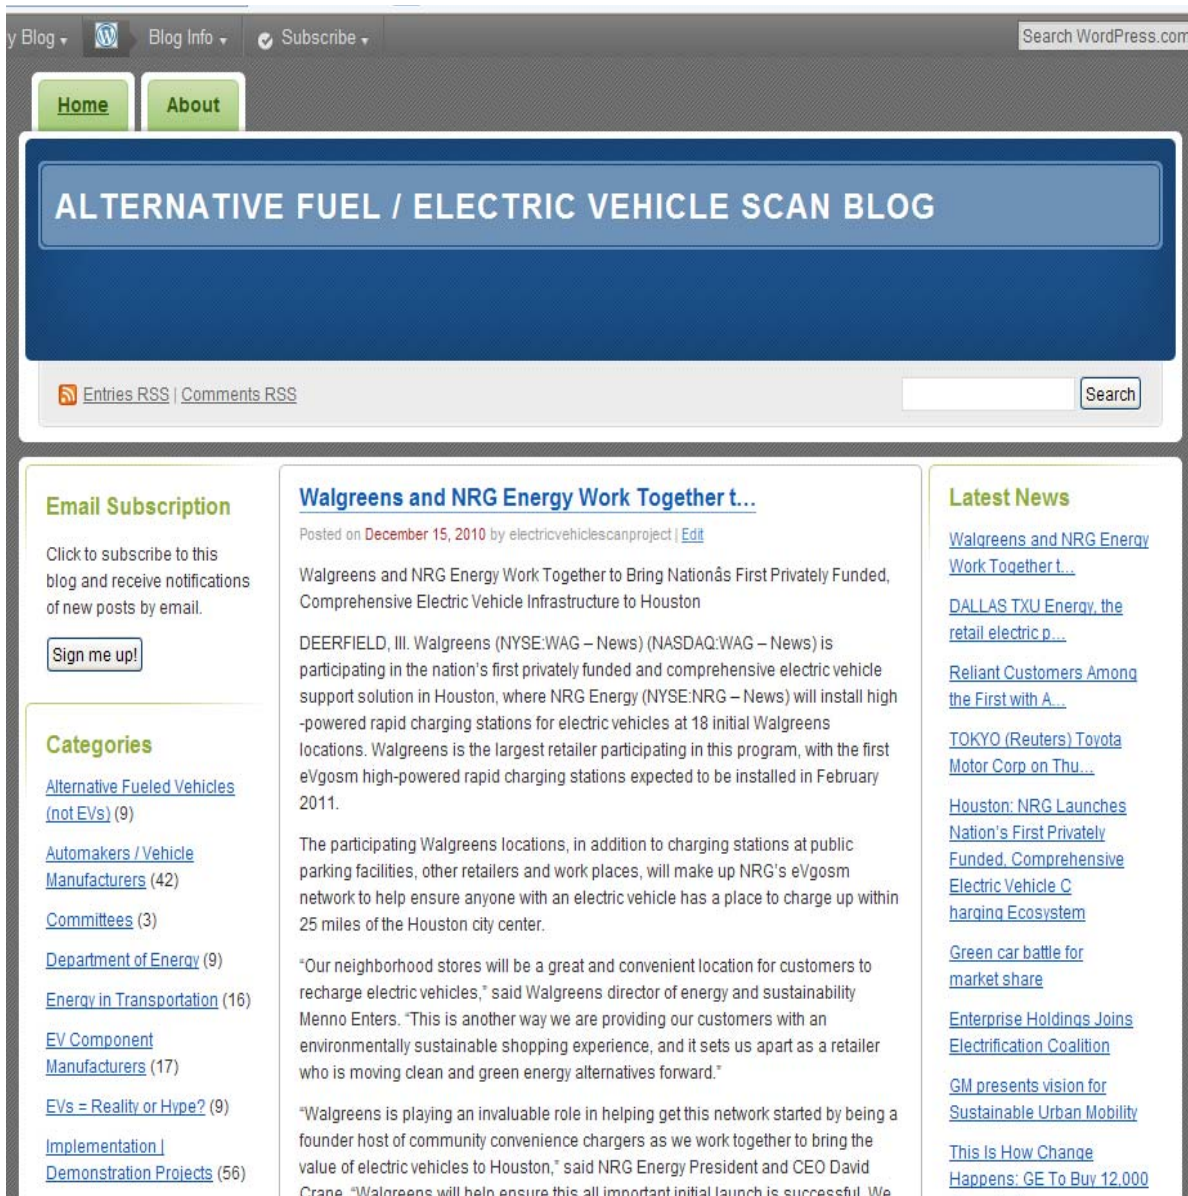 y Blog
Blog Info
Subscribe
Search WordPress.com
Home
About
ALTERNATIVE FUEL / ELECTRIC VEHICLE SCAN BLOG
Entries RSS | Comments RSS
Search
Email Subscription
Click to subscribe to this
blog and receive notifications
of new posts by email.
Sign me up!
Categories
Alternative Fueled Vehicles
(not EVs) (9)
Automakers / Vehicle
Manufacturers (42)
Committees (3)
Department of Energy (9)
Energy in Transportation (16)
EV Component
Manufacturers (17)
EVs = Reality or Hype? (9)
Implementation |
Demonstration Projects (56)
Walgreens and NRG Energy Work Together t…
Posted on December 15, 2010 by electricvehiclescanproject | Edit
Walgreens and NRG Energy Work Together to Bring Nationâs First Privately Funded,
Comprehensive Electric Vehicle Infrastructure to Houston
DEERFIELD, Ill. Walgreens (NYSE:WAG – News) (NASDAQ:WAG – News) is
participating in the nation's first privately funded and comprehensive electric vehicle
support solution in Houston, where NRG Energy (NYSE:NRG – News) will install high
-powered rapid charging stations for electric vehicles at 18 initial Walgreens
locations. Walgreens is the largest retailer participating in this program, with the first
eVgosm high-powered rapid charging stations expected to be installed in February
2011.
The participating Walgreens locations, in addition to charging stations at public
parking facilities, other retailers and work places, will make up NRG's eVgosm
network to help ensure anyone with an electric vehicle has a place to charge up within
25 miles of the Houston city center.
“Our neighborhood stores will be a great and convenient location for customers to
recharge electric vehicles,” said Walgreens director of energy and sustainability
Menno Enters. “This is another way we are providing our customers with an
environmentally sustainable shopping experience, and it sets us apart as a retailer
who is moving clean and green energy alternatives forward.”
“Walgreens is playing an invaluable role in helping get this network started by being a
founder host of community convenience chargers as we work together to bring the
value of electric vehicles to Houston,” said NRG Energy President and CEO David
Crane. “Walgreens will help ensure this all important initial launch is successful. We
Latest News
Walgreens and NRG Energy
Work Together t…
DALLAS TXU Energy, the
retail electric p…
Reliant Customers Among
the First with A…
TOKYO (Reuters) Toyota
Motor Corp on Thu…
Houston: NRG Launches
Nation's First Privately
Funded, Comprehensive
Electric Vehicle C
harging Ecosystem
Green car battle for
market share
Enterprise Holdings Joins
Electrification Coalition
GM presents vision for
Sustainable Urban Mobility
This Is How Change
Happens: GE To Buy 12,000